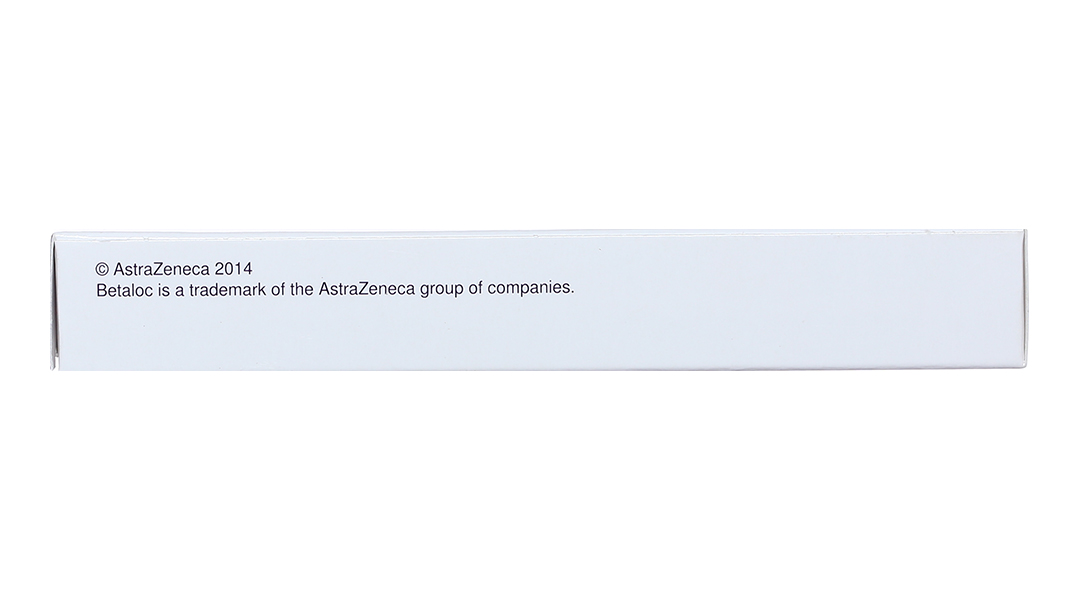 © AstraZeneca 2014
Betaloc is a trademark of the AstraZeneca group of companies.